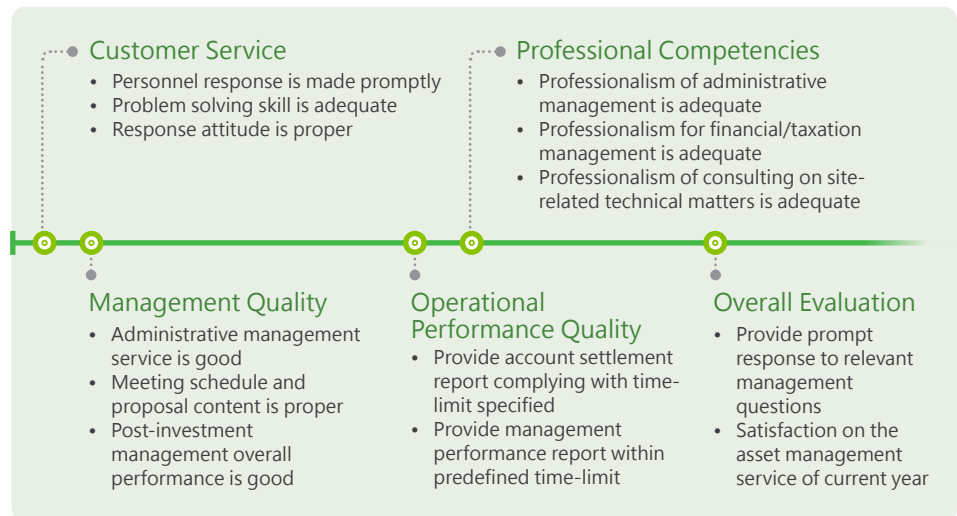 Customer Service
• Personnel response is made promptly
• Problem solving skill is adequate
• Response attitude is proper
Professional Competencies
• Professionalism of administrative
management is adequate
• Professionalism for financial/taxation
management is adequate
• Professionalism of consulting on site-
related technical matters is adequate
Management Quality
• Administrative management
service is good
• Meeting schedule and
proposal content is proper
• Post-investment
management overall
performance is good
Operational
Performance Quality
• Provide account settlement
report complying with time-
limit specified
• Provide management
performance report within
predefined time-limit
Overall Evaluation
• Provide prompt
response to relevant
management
questions
• Satisfaction on the
asset management
service of current year